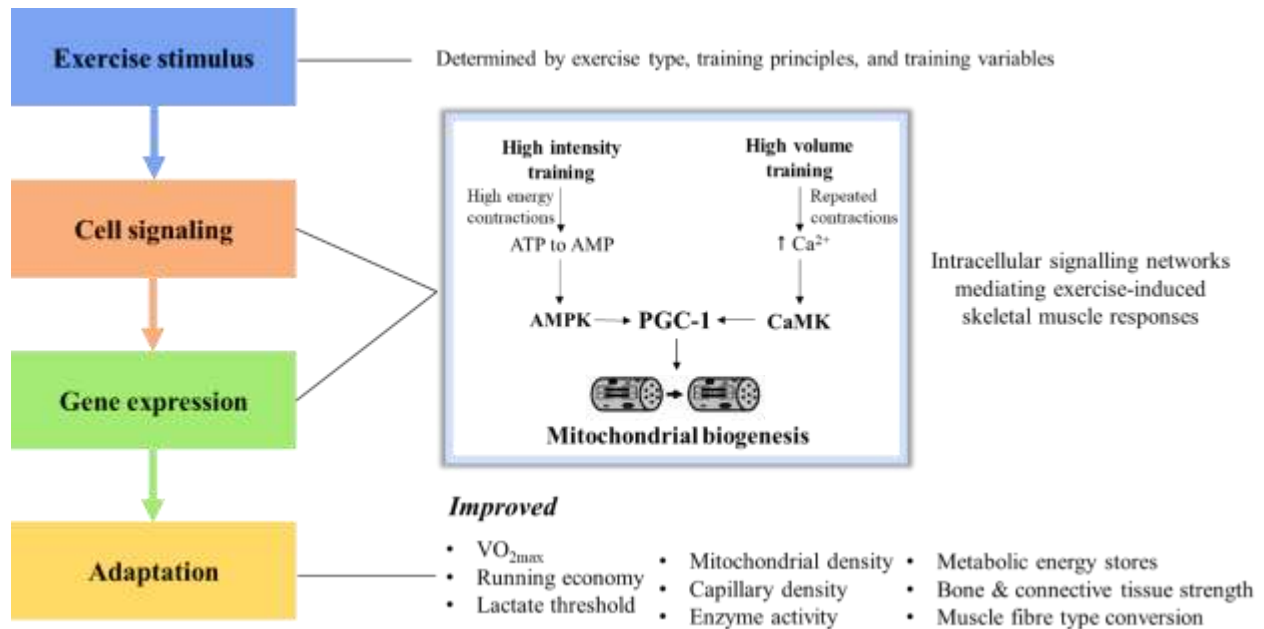 Exercise stimulus
Determined by exercise type, training principles, and training variables
Cell signaling
Gene expression
High intensity
training
High energy
contractions
ATP to AMP
AMPK
High volume
training
Repeated
contractions
↑ Ca²⁺
CaMK
PGC-1
Mitochondrial biogenesis
Intracellular signalling networks
mediating exercise-induced
skeletal muscle responses
Adaptation
Improved
• VO₂max
• Running economy
• Lactate threshold
• Mitochondrial density
• Capillary density
• Enzyme activity
• Metabolic energy stores
• Bone & connective tissue strength
• Muscle fibre type conversion